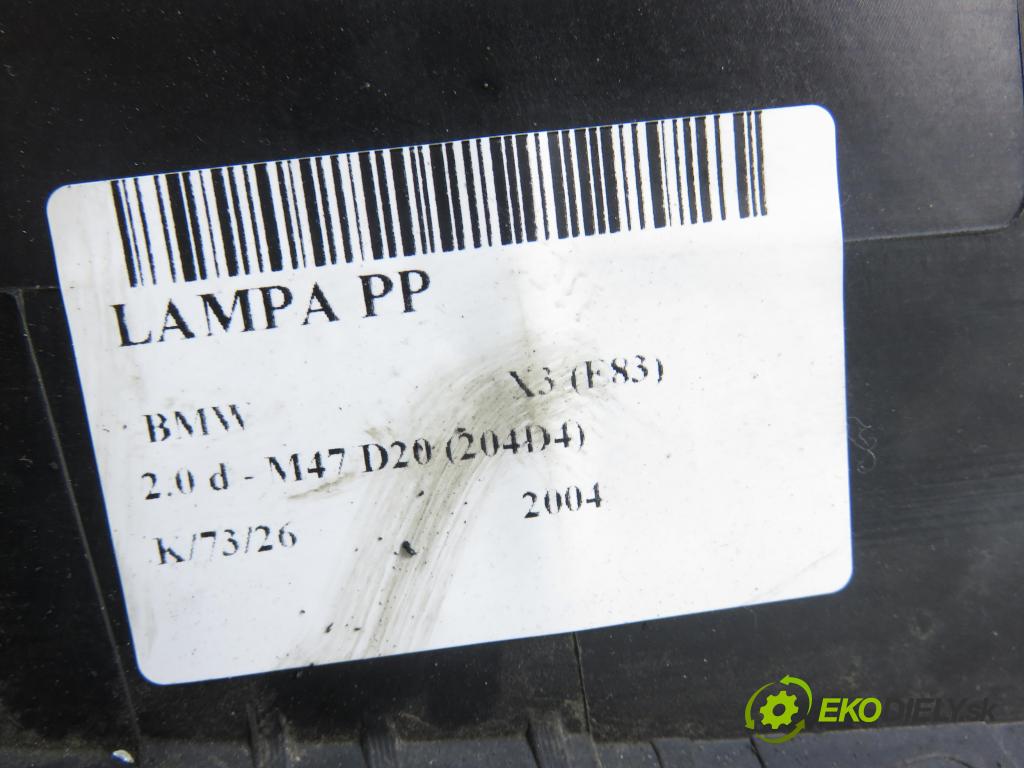 LAMPA PP
BMW X3 (E83)
2.0 d - M47 D20 (204D4)
K/73/26 2004
EKODIELY.sk